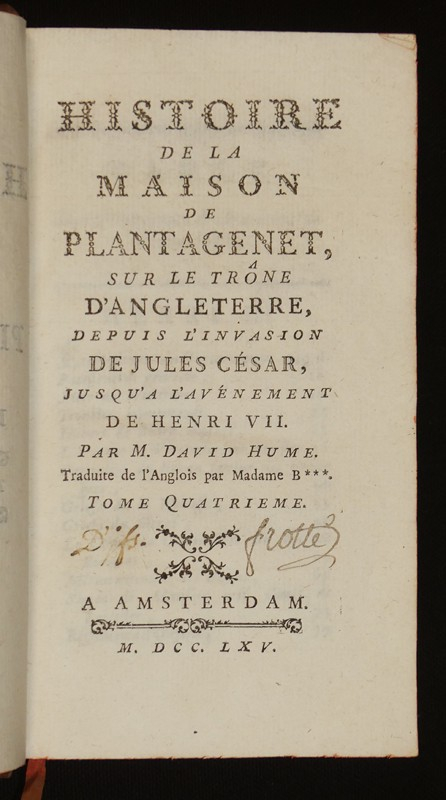 HISTOIRE
DE LA
MAISON
DE
PLANTAGENET,
SUR LE TRÔNE
D'ANGLETERRE,
DEPUIS L'INVASION
DE JULES CÉSAR,
JUSQU'A L'AVÉNEMENT
DE HENRI VII.
PAR M. DAVID HUME.
Traduite de l'Anglois par Madame B***.
TOME QUATRIEME.
frotté
A AMSTERDAM.
M. DCC. LXV.